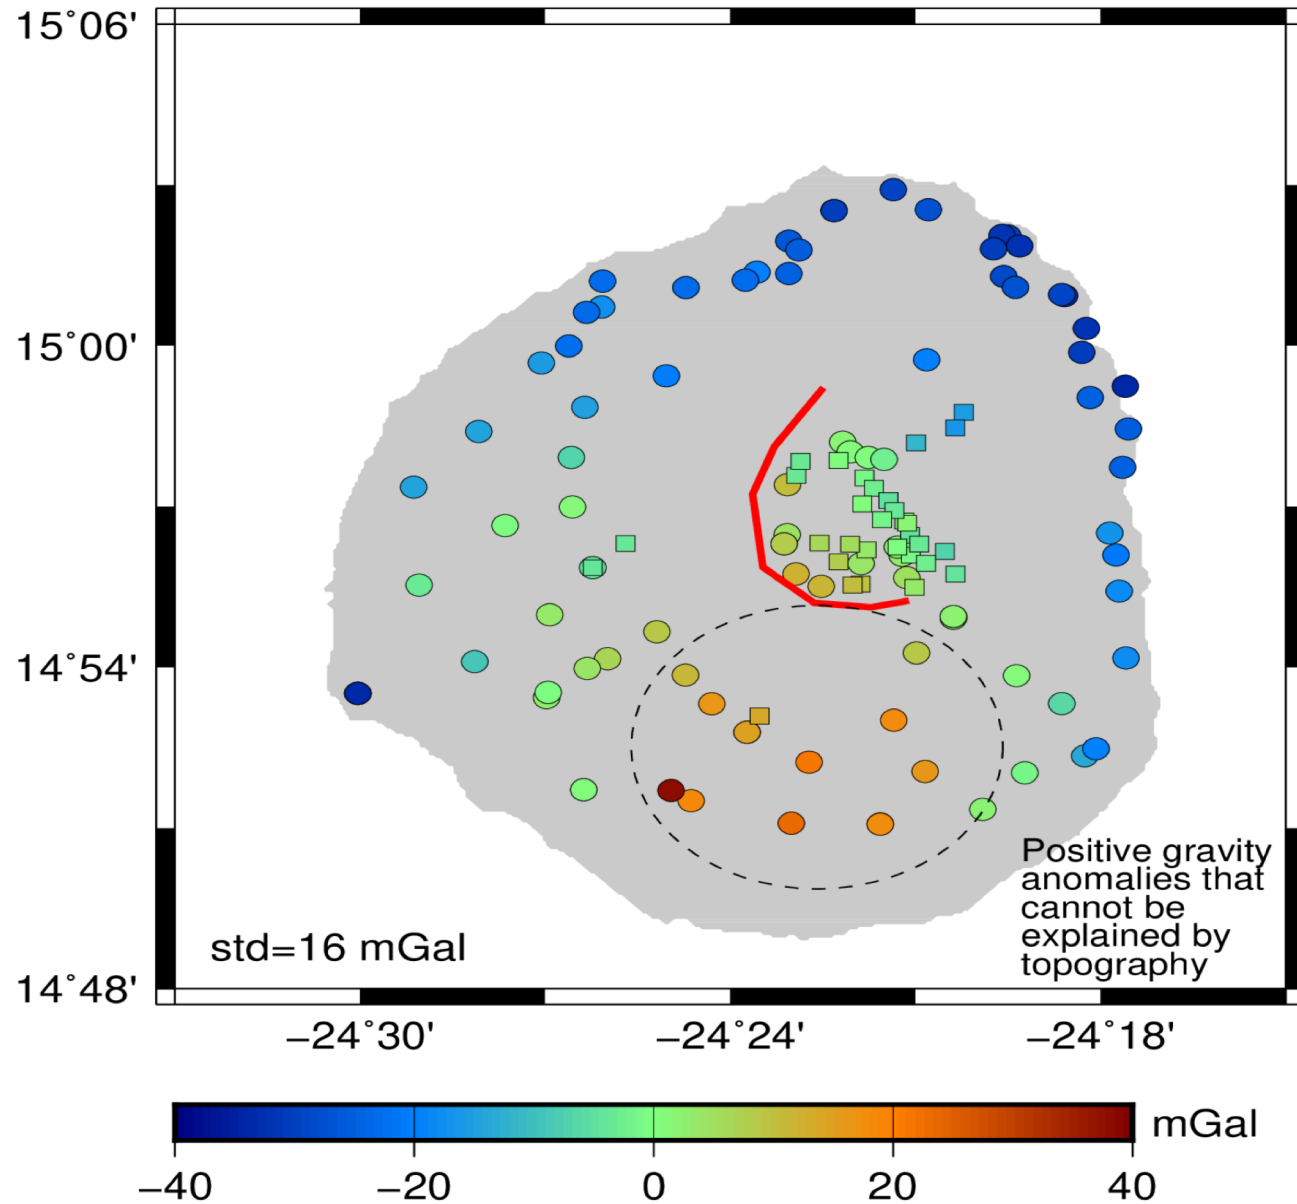 15°06'
15°00'
14°54'
14°48'
Positive gravity
anomalies that
cannot be
explained by
topography
std=16 mGal
−24°30'
−24°24'
−24°18'
mGal
−40
−20
0
20
40